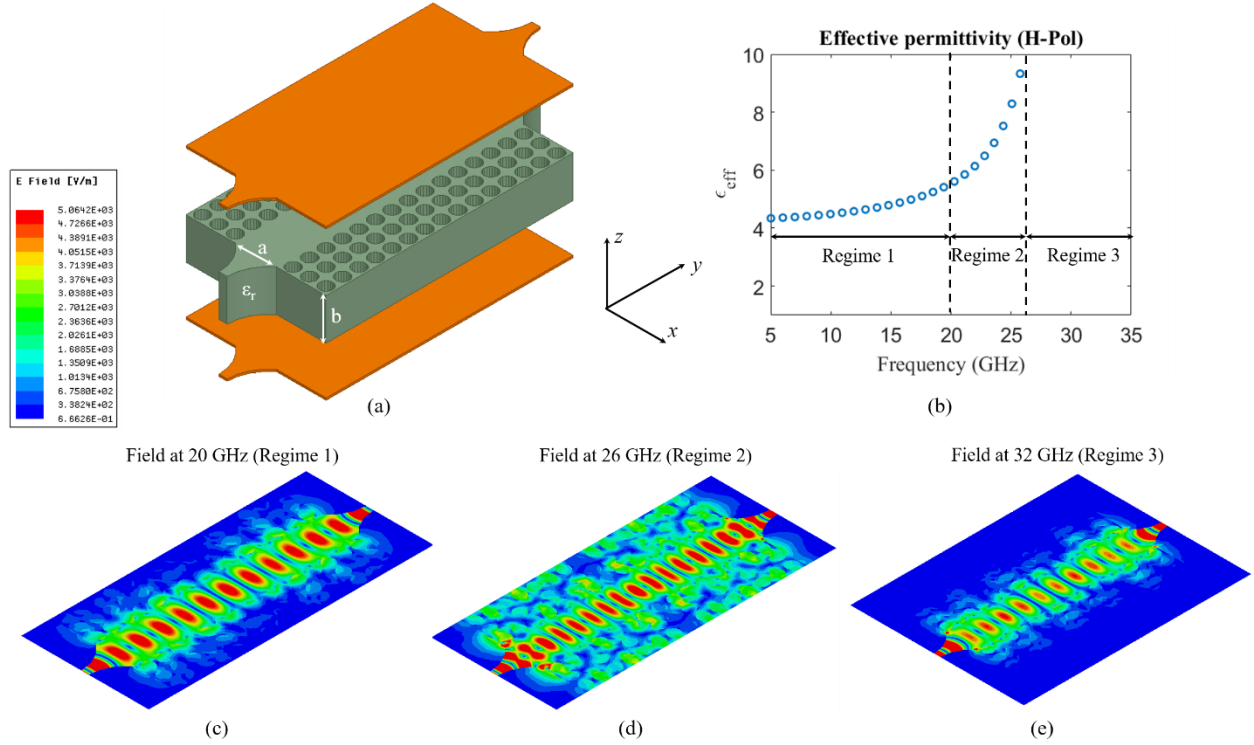 E Field [V/m]
5.0642E+03
4.7266E+03
4.3891E+03
4.0515E+03
3.7139E+03
3.3764E+03
3.0388E+03
2.7012E+03
2.3636E+03
2.0261E+03
1.6885E+03
1.3509E+03
1.0134E+03
6.7580E+02
3.3824E+02
6.6626E-01
a
εr
b
z
y
x
(a)
Effective permittivity (H-Pol)
10
8
6
4
2
ϵeff
Regime 1
Regime 2
Regime 3
5 10 15 20 25 30 35
Frequency (GHz)
(b)
Field at 20 GHz (Regime 1)
(c)
Field at 26 GHz (Regime 2)
(d)
Field at 32 GHz (Regime 3)
(e)